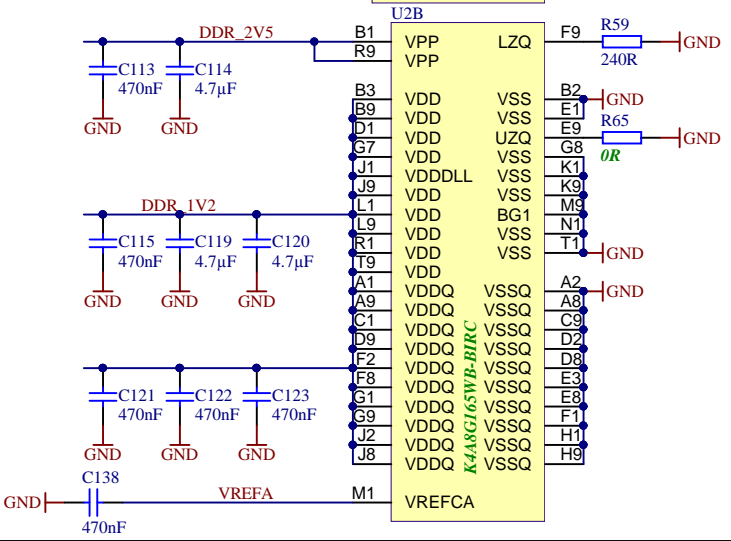 U2B
DDR_2V5
B1
VPP
LZQ
F9
R59
GND
R9
VPP
240R
C113
C114
470nF
4.7µF
GND
GND
B3
VDD
VSS
B2
GND
B9
VDD
VSS
E1
D1
VDD
UZQ
E9
R65
GND
0R
G7
VDD
VSS
G8
J1
VDDDLL
VSS
K1
J9
VDD
VSS
K9
DDR_1V2
L1
VDD
BG1
M9
L9
VDD
VSS
N1
R1
VDD
VSS
T1
GND
T9
VDD
C115
C119
C120
470nF
4.7µF
4.7µF
GND
GND
GND
A1
VDDQ
VSSQ
A2
GND
A9
VDDQ
VSSQ
A8
C1
VDDQ
VSSQ
C9
D9
VDDQ
VSSQ
D2
F2
VDDQ
VSSQ
D8
F8
VDDQ
VSSQ
E3
G1
VDDQ
VSSQ
E8
G9
VDDQ
VSSQ
F1
J2
VDDQ
VSSQ
H1
J8
VDDQ
VSSQ
H9
K4A8G165WB-BIRC
C121
C122
C123
470nF
470nF
470nF
GND
GND
GND
C138
GND
VREFA
M1
VREFCA
470nF